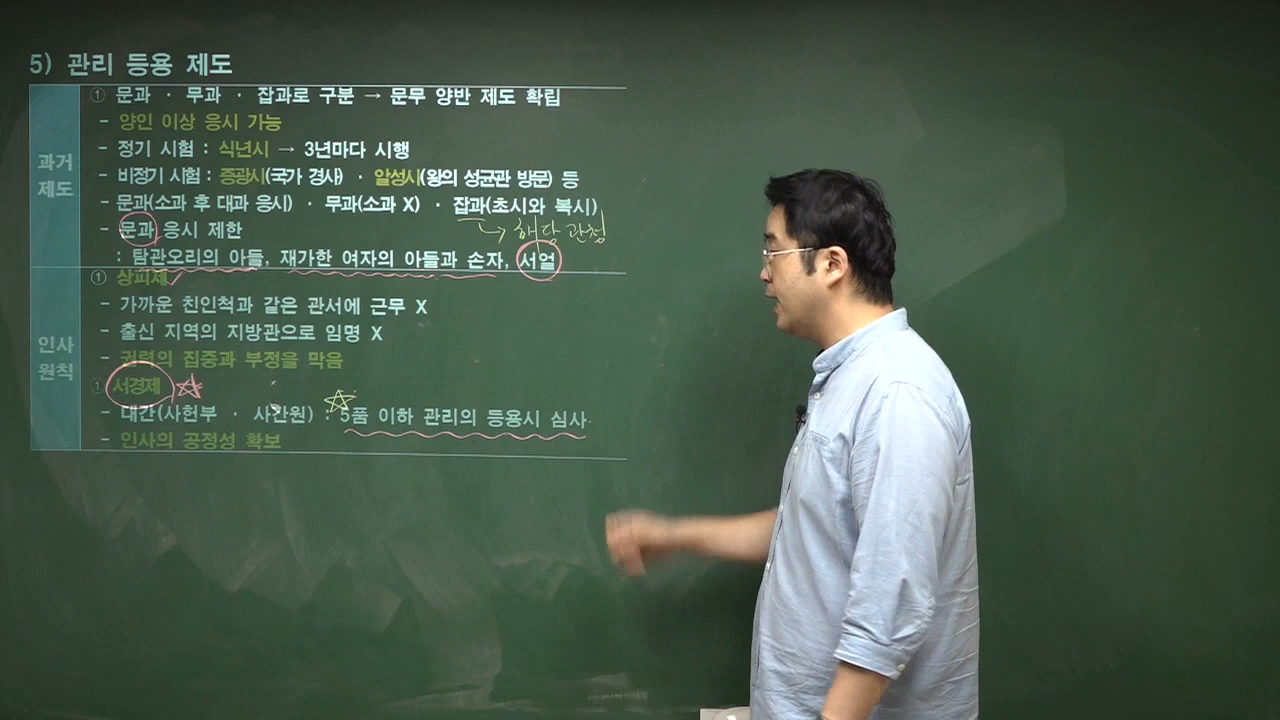 5) 관리 등용 제도
과거 제도
① 문과 · 무과 · 잡과로 구분 → 문무 양반 제도 확립
- 양인 이상 응시 가능
- 정기 시험 : 식년시 → 3년마다 시행
- 비정기 시험 : 증광시(국가 경사) · 알성시(왕의 성균관 방문) 등
- 문과(소과 후 대과 응시) · 무과(소과 X) · 잡과(초시와 복시)
↳ 해당 관청
- 문과 응시 제한
: 탐관오리의 아들, 재가한 여자의 아들과 손자, 서얼
인사 원칙
① 상피제
- 가까운 친인척과 같은 관서에 근무 X
- 출신 지역의 지방관으로 임명 X
- 권력의 집중과 부정을 막음
① 서경제
- 대간(사헌부 · 사간원) : 5품 이하 관리의 등용시 심사
- 인사의 공정성 확보